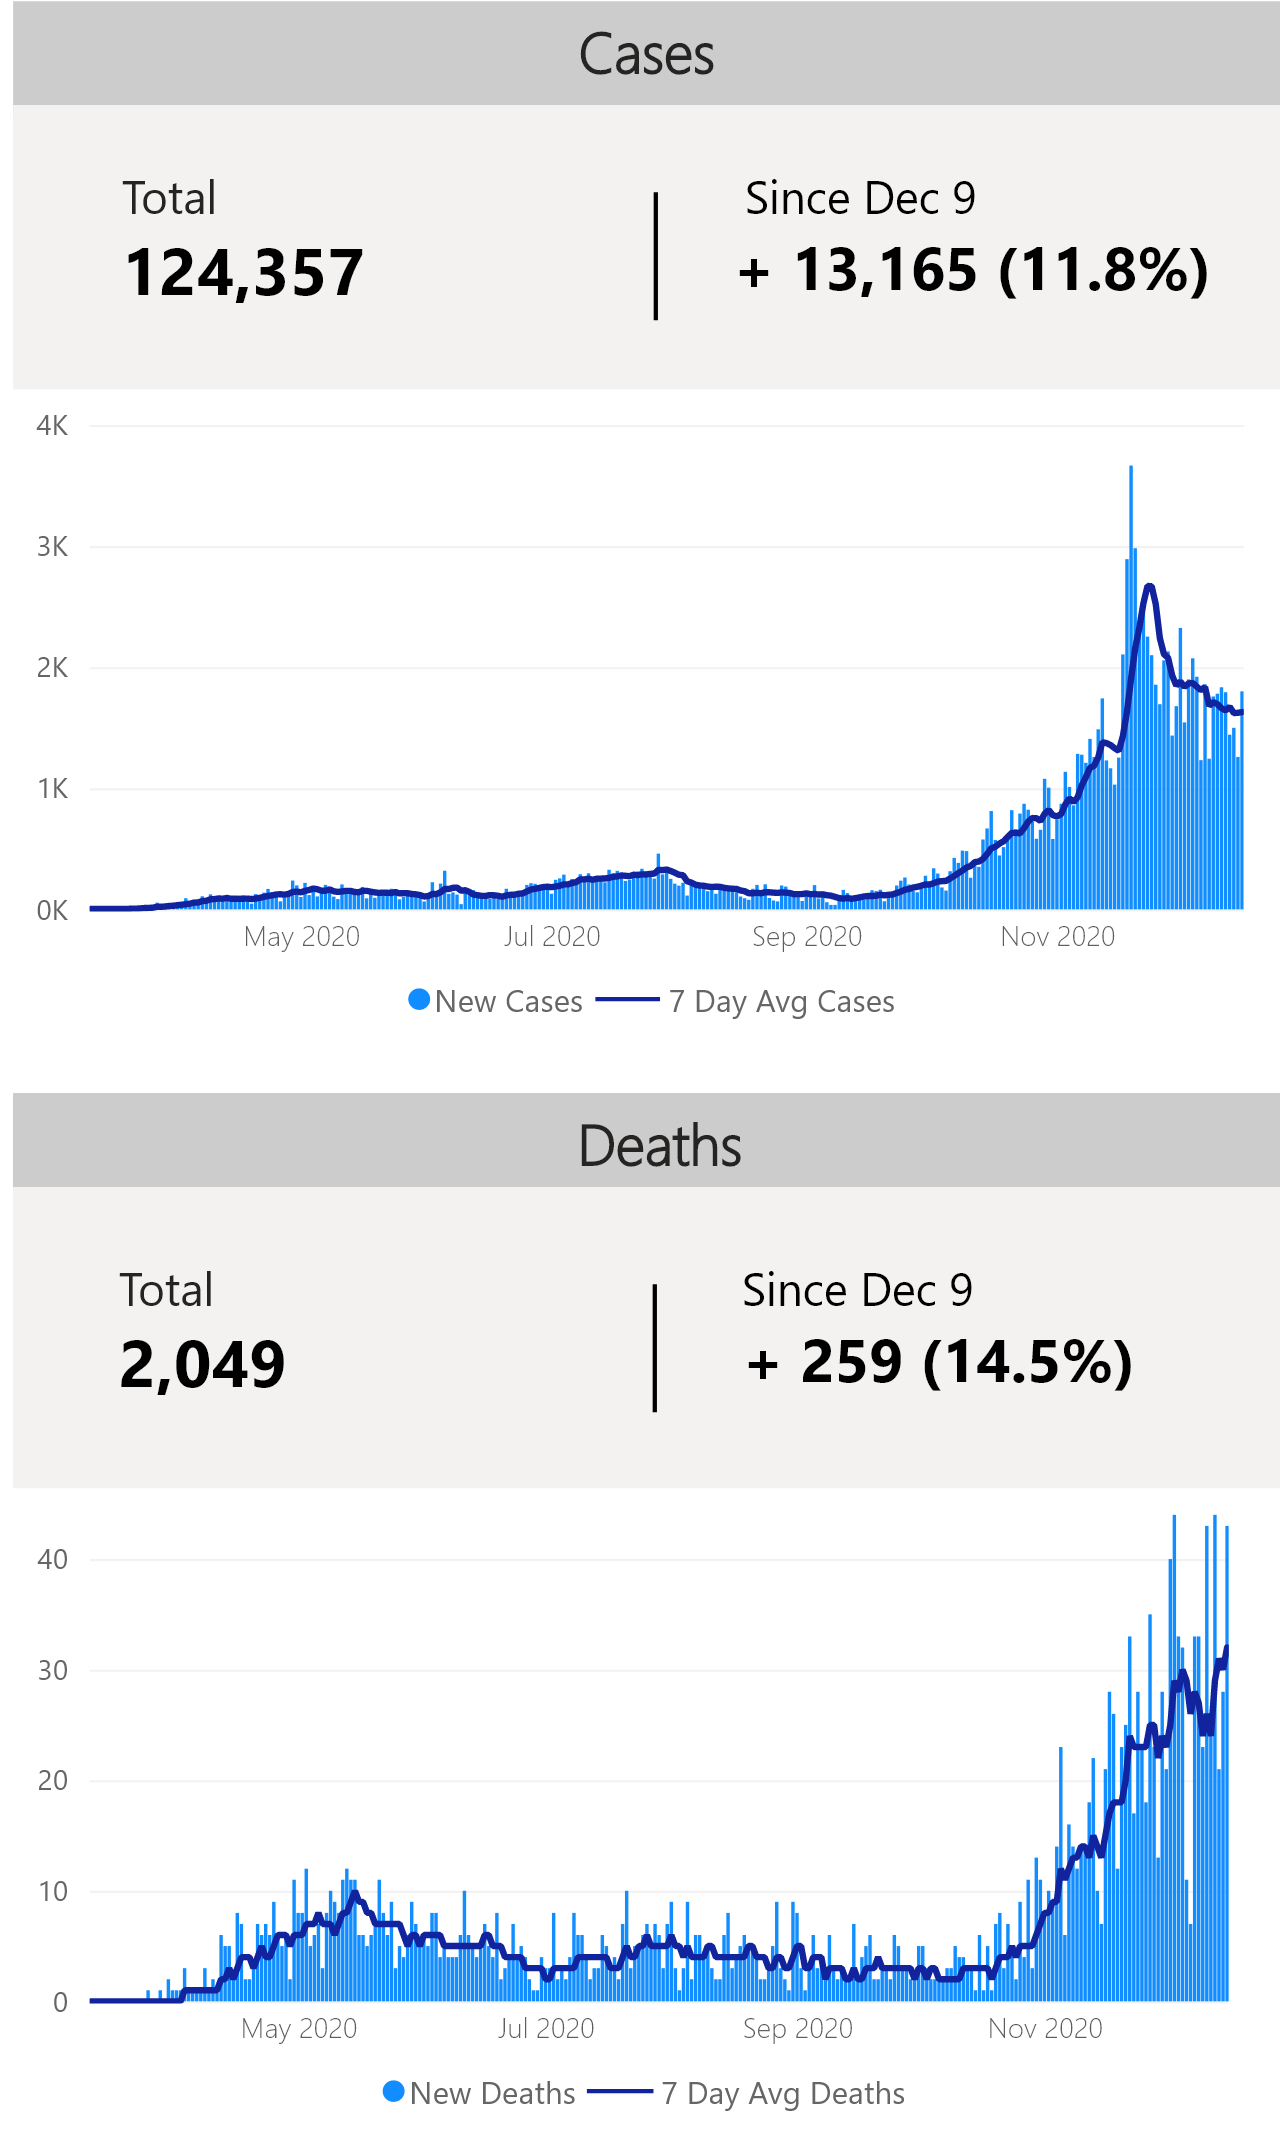 Cases
Total
Since Dec 9
124,357
+ 13,165 (11.8%)
4K
3K
2K
1K
0K
May 2020
Jul 2020
Sep 2020
Nov 2020
New Cases
7 Day Avg Cases
Deaths
Total
Since Dec 9
2,049
+ 259 (14.5%)
40
30
20
10
0
May 2020
Jul 2020
Sep 2020
Nov 2020
New Deaths
7 Day Avg Deaths